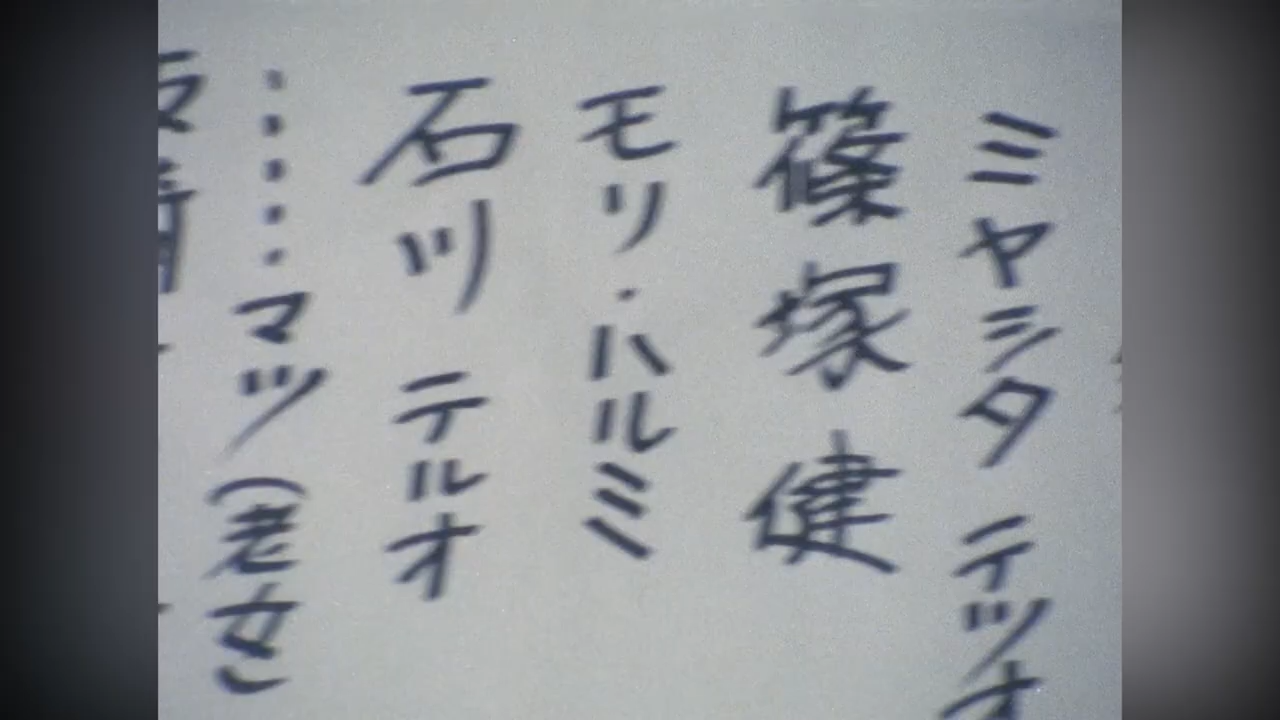 ミヤシタ テツオ
篠塚健
モリ・ハルミ
石川 テルオ
⋯⋯マツ(老女)